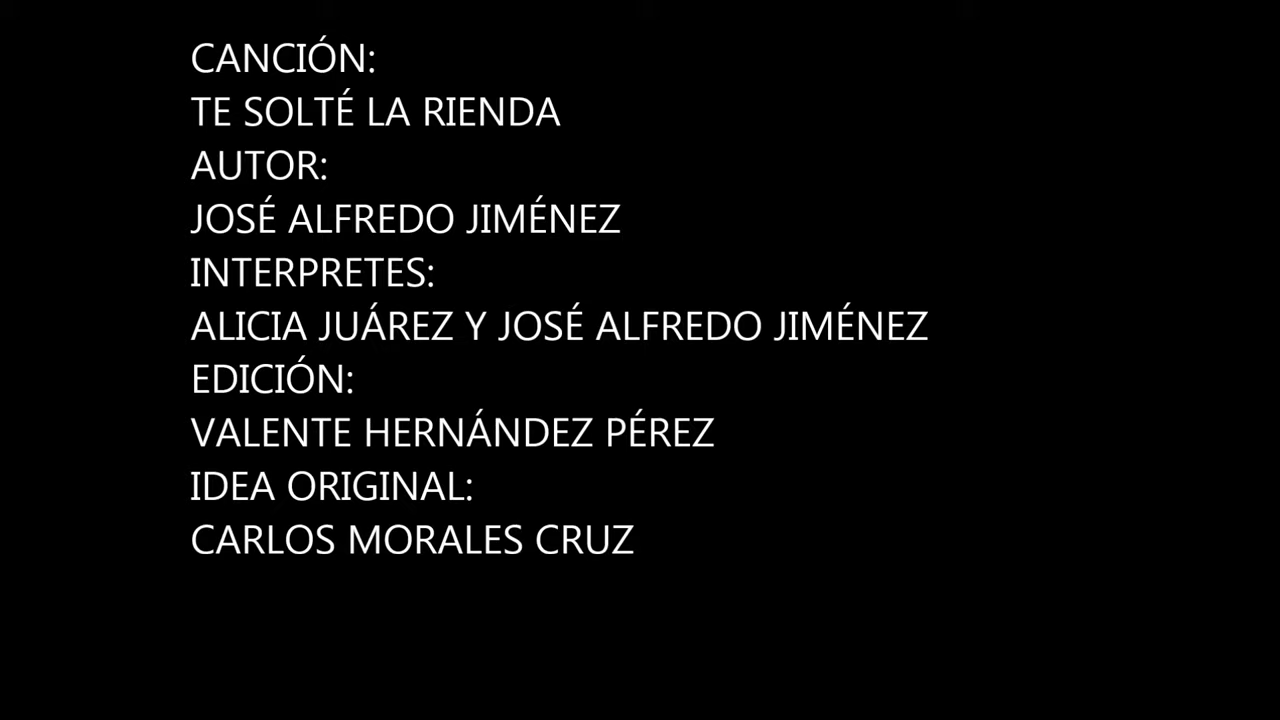 CANCIÓN:
TE SOLTÉ LA RIENDA
AUTOR:
JOSÉ ALFREDO JIMÉNEZ
INTERPRETES:
ALICIA JUÁREZ Y JOSÉ ALFREDO JIMÉNEZ
EDICIÓN:
VALENTE HERNÁNDEZ PÉREZ
IDEA ORIGINAL:
CARLOS MORALES CRUZ